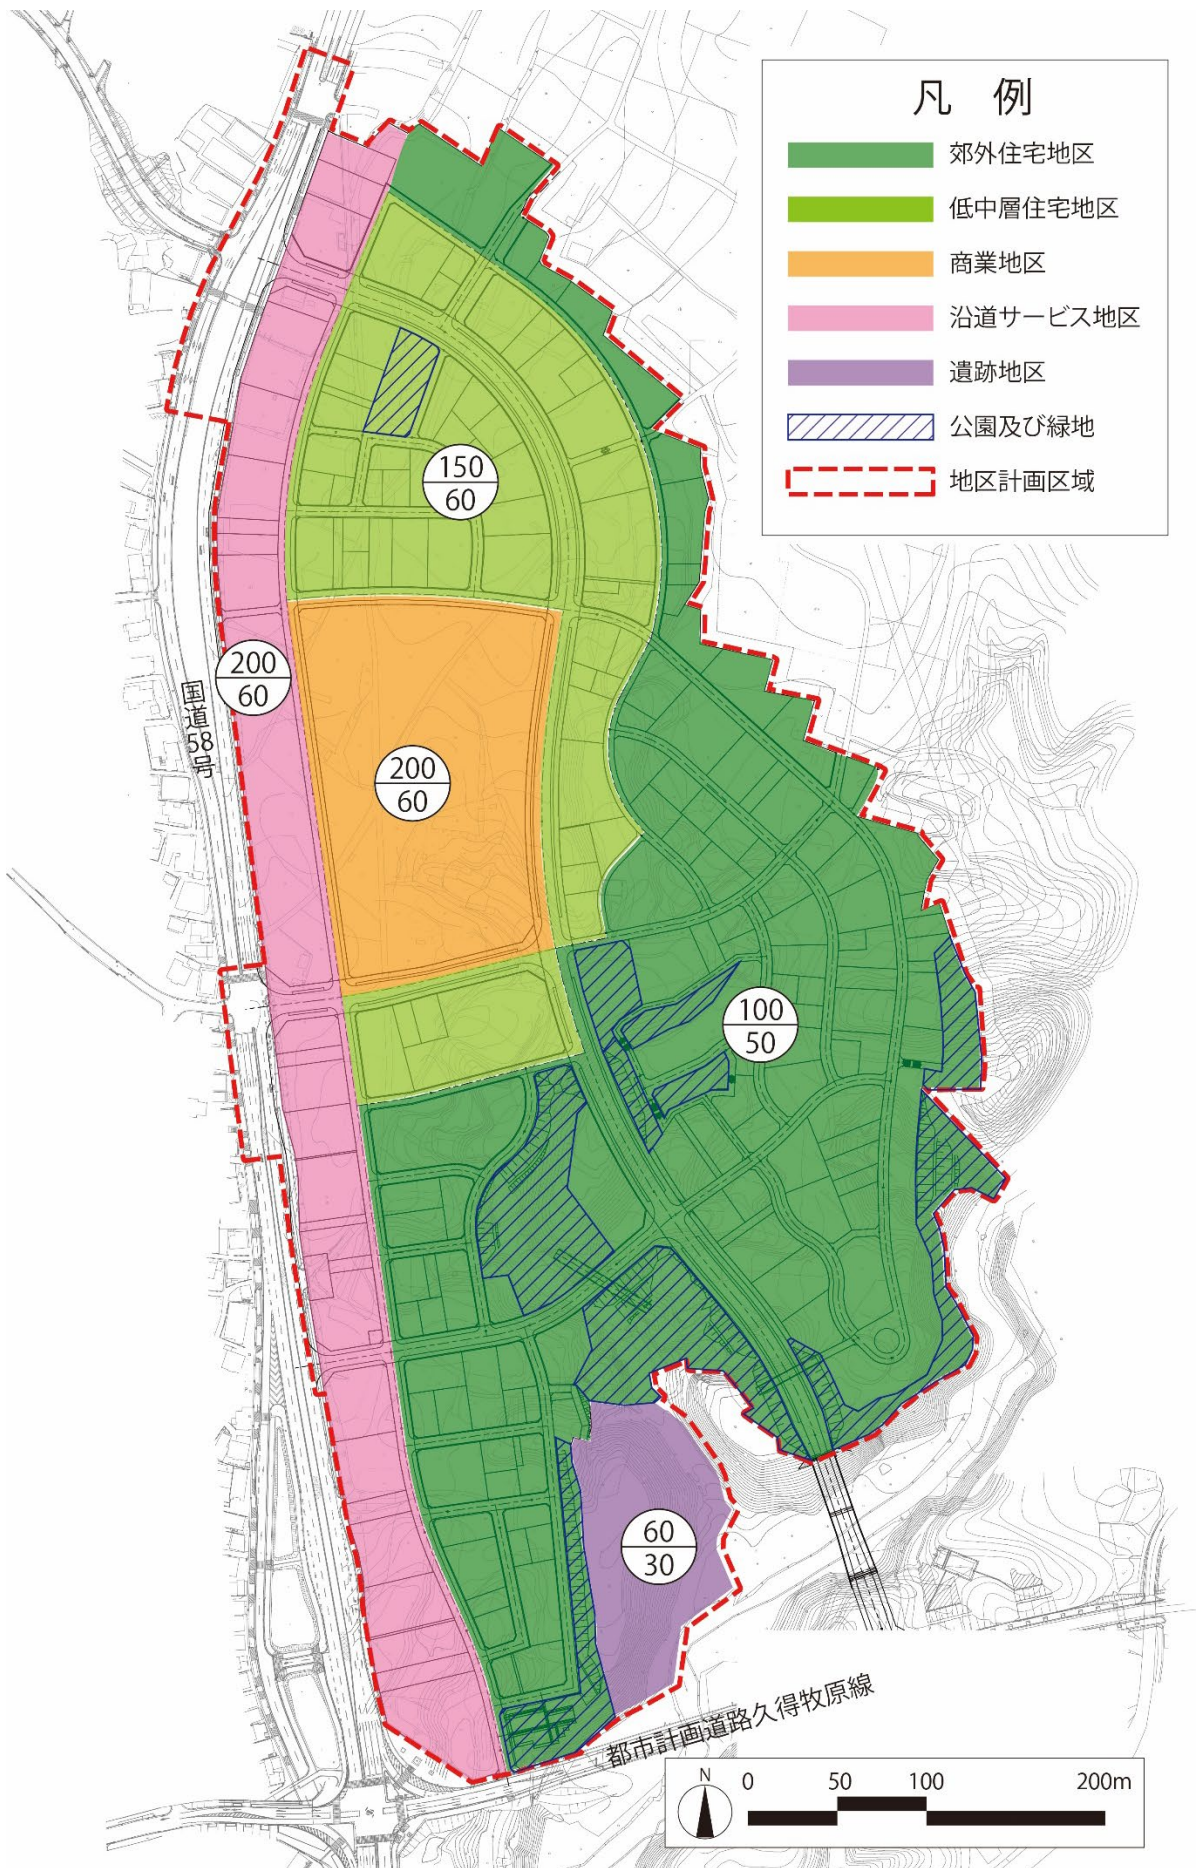 凡 例
郊外住宅地区
低中層住宅地区
商業地区
沿道サービス地区
遺跡地区
公園及び緑地
地区計画区域
150
60
200
60
国道58号
200
60
100
50
60
30
都市計画道路久得牧原線
N 0 50 100 200m